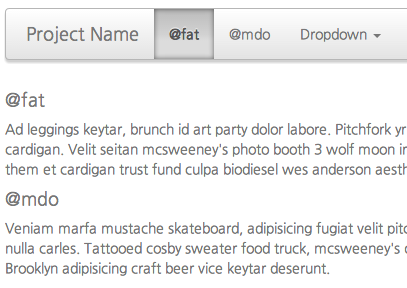 Project Name @fat @mdo Dropdown
@fat
Ad leggings keytar, brunch id art party dolor labore. Pitchfork yr
cardigan. Velit seitan mcsweeney's photo booth 3 wolf moon
them et cardigan trust fund culpa biodiesel wes anderson
@mdo
Veniam marfa mustache skateboard, adipisicing fugiat velit
nulla carles. Tattooed cosby sweater food truck, mcsweeney's
Brooklyn adipisicing craft beer vice keytar deserunt.